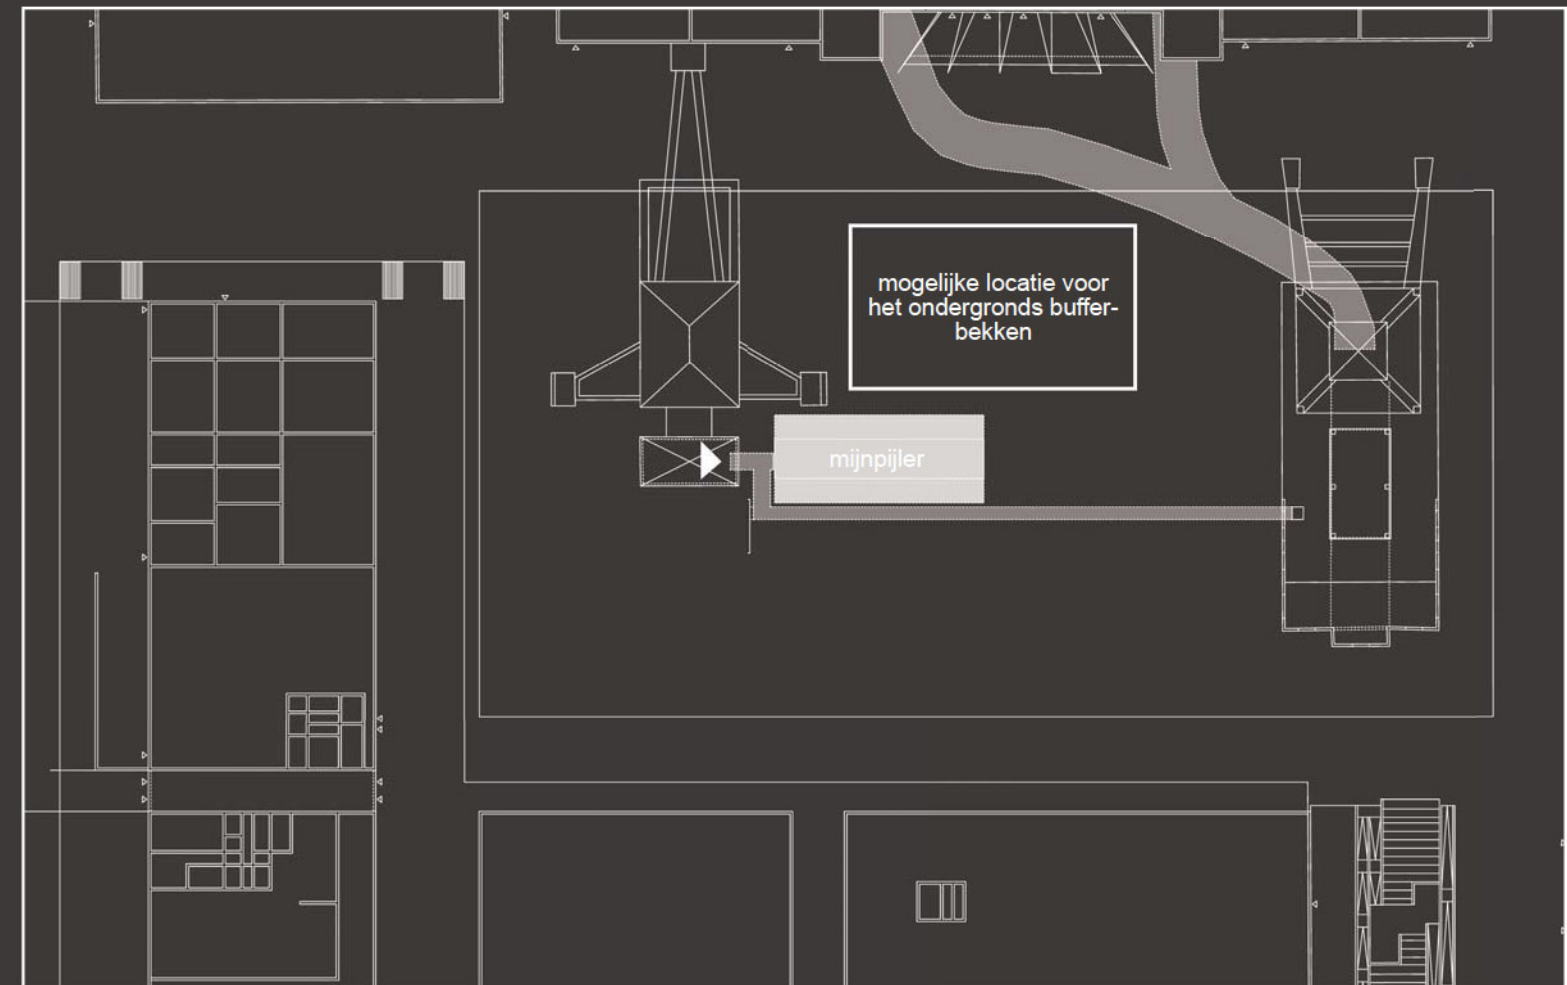 mogelijke locatie voor
het ondergronds buffer-
bekken
mijnpijler